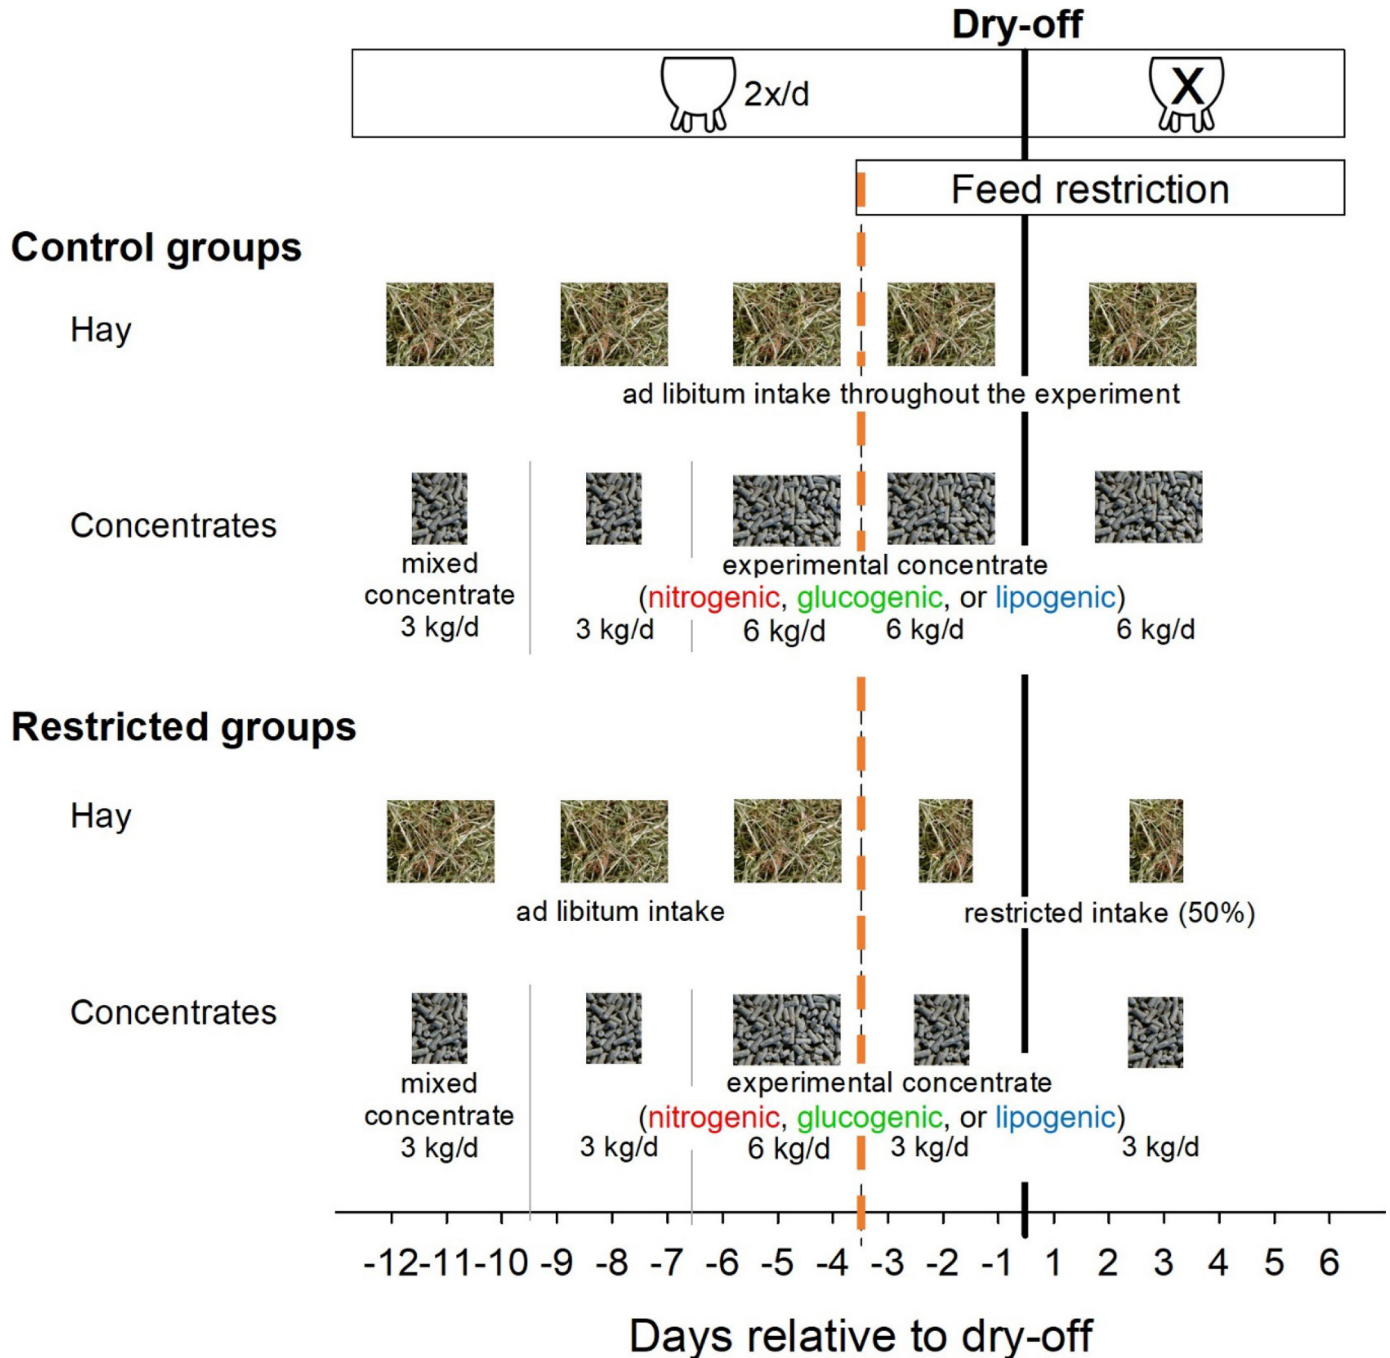 Dry-off
2x/d
X
Feed restriction
Control groups
Hay
ad libitum intake throughout the experiment
Concentrates
mixed
concentrate
3 kg/d
experimental concentrate
(nitrogenic, glucogenic, or lipogenic)
3 kg/d 6 kg/d 6 kg/d 6 kg/d
Restricted groups
Hay
ad libitum intake
restricted intake (50%)
Concentrates
mixed
concentrate
3 kg/d
experimental concentrate
(nitrogenic, glucogenic, or lipogenic)
3 kg/d 6 kg/d 3 kg/d 3 kg/d
-12 -11 -10 -9 -8 -7 -6 -5 -4 -3 -2 -1 1 2 3 4 5 6
Days relative to dry-off